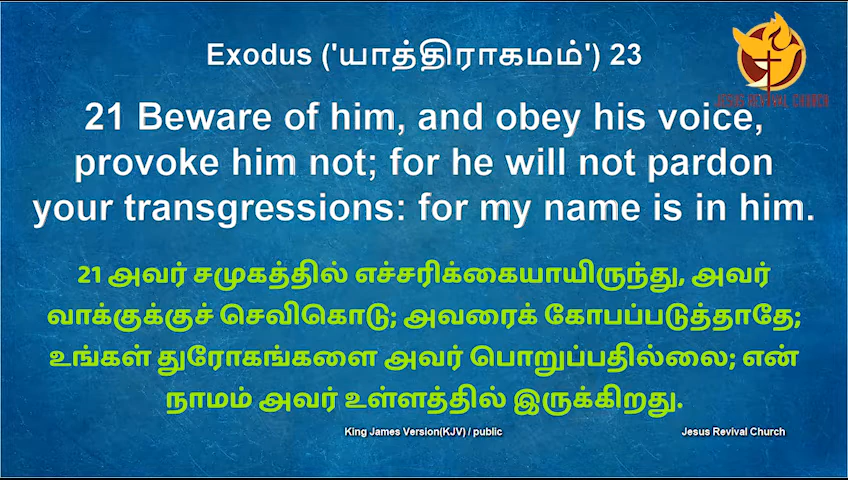 Exodus ('யாத்திராகமம்') 23
JESUS REVIVAL CHURCH
21 Beware of him, and obey his voice,
provoke him not; for he will not pardon
your transgressions: for my name is in him.
21 அவர் சமுகத்தில் எச்சரிக்கையாயிருந்து, அவர்
வாக்குக்குச் செவிகொடு; அவரைக் கோபப்படுத்தாதே;
உங்கள் துரோகங்களை அவர் பொறுப்பதில்லை; என்
நாமம் அவர் உள்ளத்தில் இருக்கிறது.
King James Version(KJV) / public
Jesus Revival Church